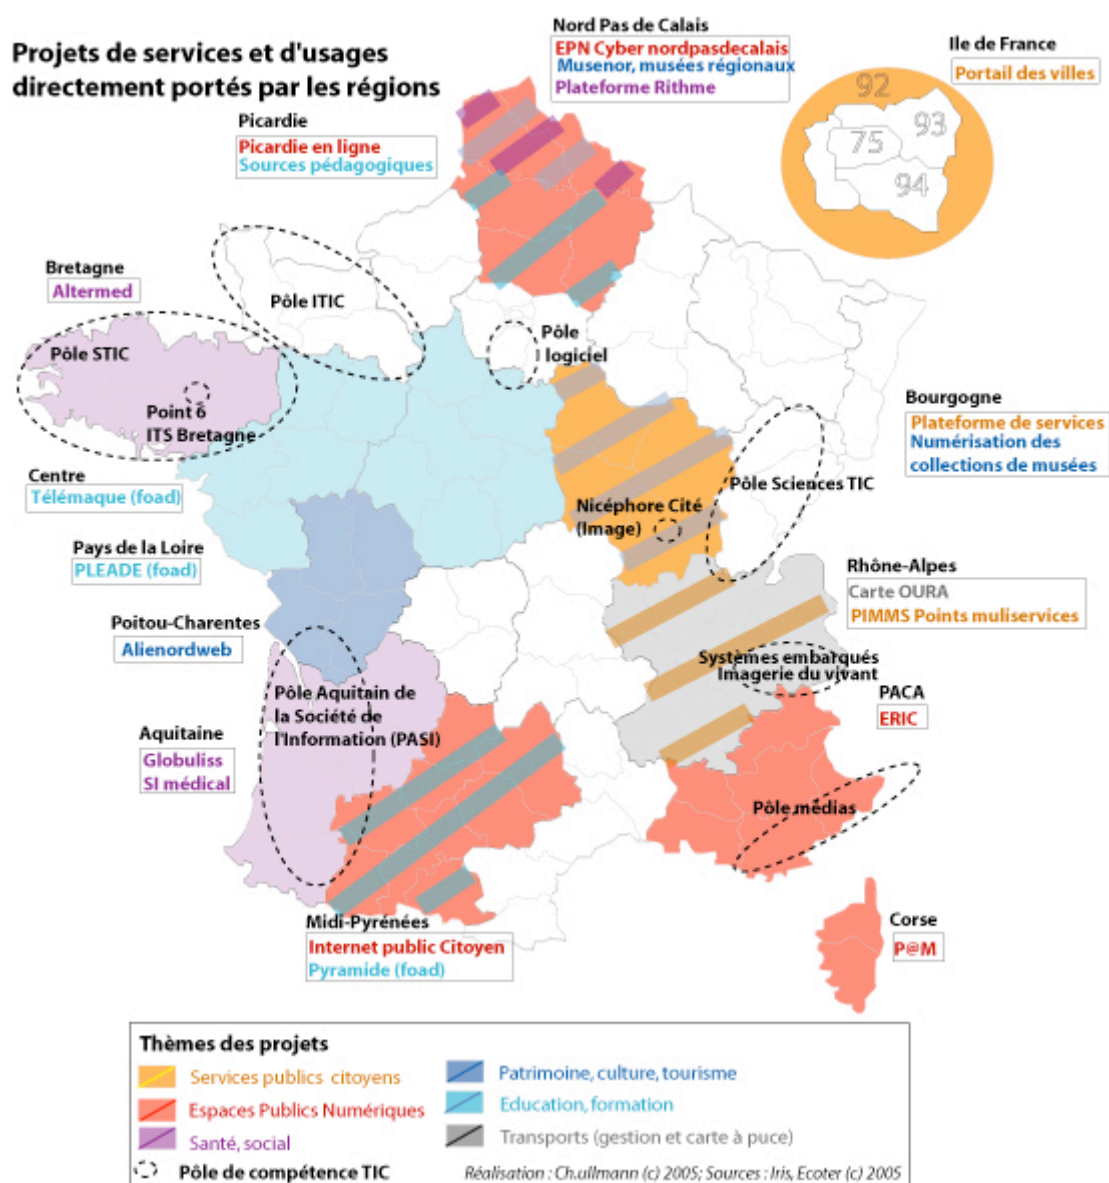 Projets de services et d'usages
directement portés par les régions
Nord Pas de Calais
EPN Cyber nordpasdecalais
Musenor, musées régionaux
Plateforme Rithme
Ile de France
Portail des villes
92
93
75
94
Picardie
Picardie en ligne
Sources pédagogiques
Bretagne
Altermed
Pôle ITIC
Pôle STIC
Pôle
logiciel
Point 6
ITS Bretagne
Bourgogne
Plateforme de services
Numérisation des
collections de musées
Centre
Télémaque (foad)
Pôle Sciences TIC
Nicéphore Cité
(Image)
Pays de la Loire
PLEADE (foad)
Rhône-Alpes
Carte OURA
PIMMS Points muliservices
Poitou-Charentes
Alienordweb
Systèmes embarqués
Imagerie du vivant
Pôle Aquitain de
la Société de
l'Information (PASI)
PACA
ERIC
Aquitaine
Globuliss
SI médical
Pôle médias
Midi-Pyrénées
Internet public Citoyen
Pyramide (foad)
Corse
P@M
Thèmes des projets
Services publics citoyens
Espaces Publics Numériques
Santé, social
Pôle de compétence TIC
Patrimoine, culture, tourisme
Education, formation
Transports (gestion et carte à puce)
Réalisation : Ch.ullmann (c) 2005; Sources : Iris, Ecoter (c) 2005